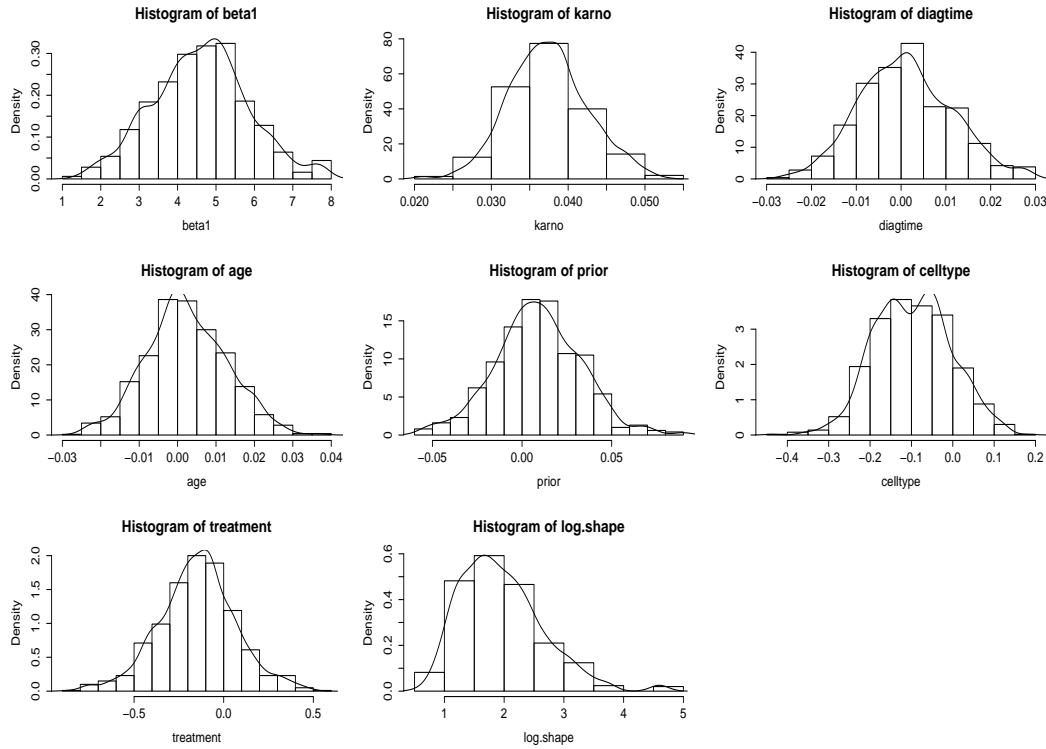 Histogram of beta1
Density
0.00 0.10 0.20 0.30
1 2 3 4 5 6 7 8
beta1
Histogram of karno
Density
0 20 40 60 80
0.020 0.030 0.040 0.050
karno
Histogram of diagtime
Density
0 10 20 30 40
−0.03 −0.02 −0.01 0.00 0.01 0.02 0.03
diagtime
Histogram of age
Density
0 10 20 30 40
−0.03 −0.01 0.00 0.01 0.02 0.03 0.04
age
Histogram of prior
Density
0 5 10 15
−0.05 0.00 0.05
prior
Histogram of celltype
Density
0 1 2 3
−0.4 −0.3 −0.2 −0.1 0.0 0.1 0.2
celltype
Histogram of treatment
Density
0.0 0.5 1.0 1.5 2.0
−0.5 0.0 0.5
treatment
Histogram of log.shape
Density
0.0 0.2 0.4 0.6
1 2 3 4 5
log.shape